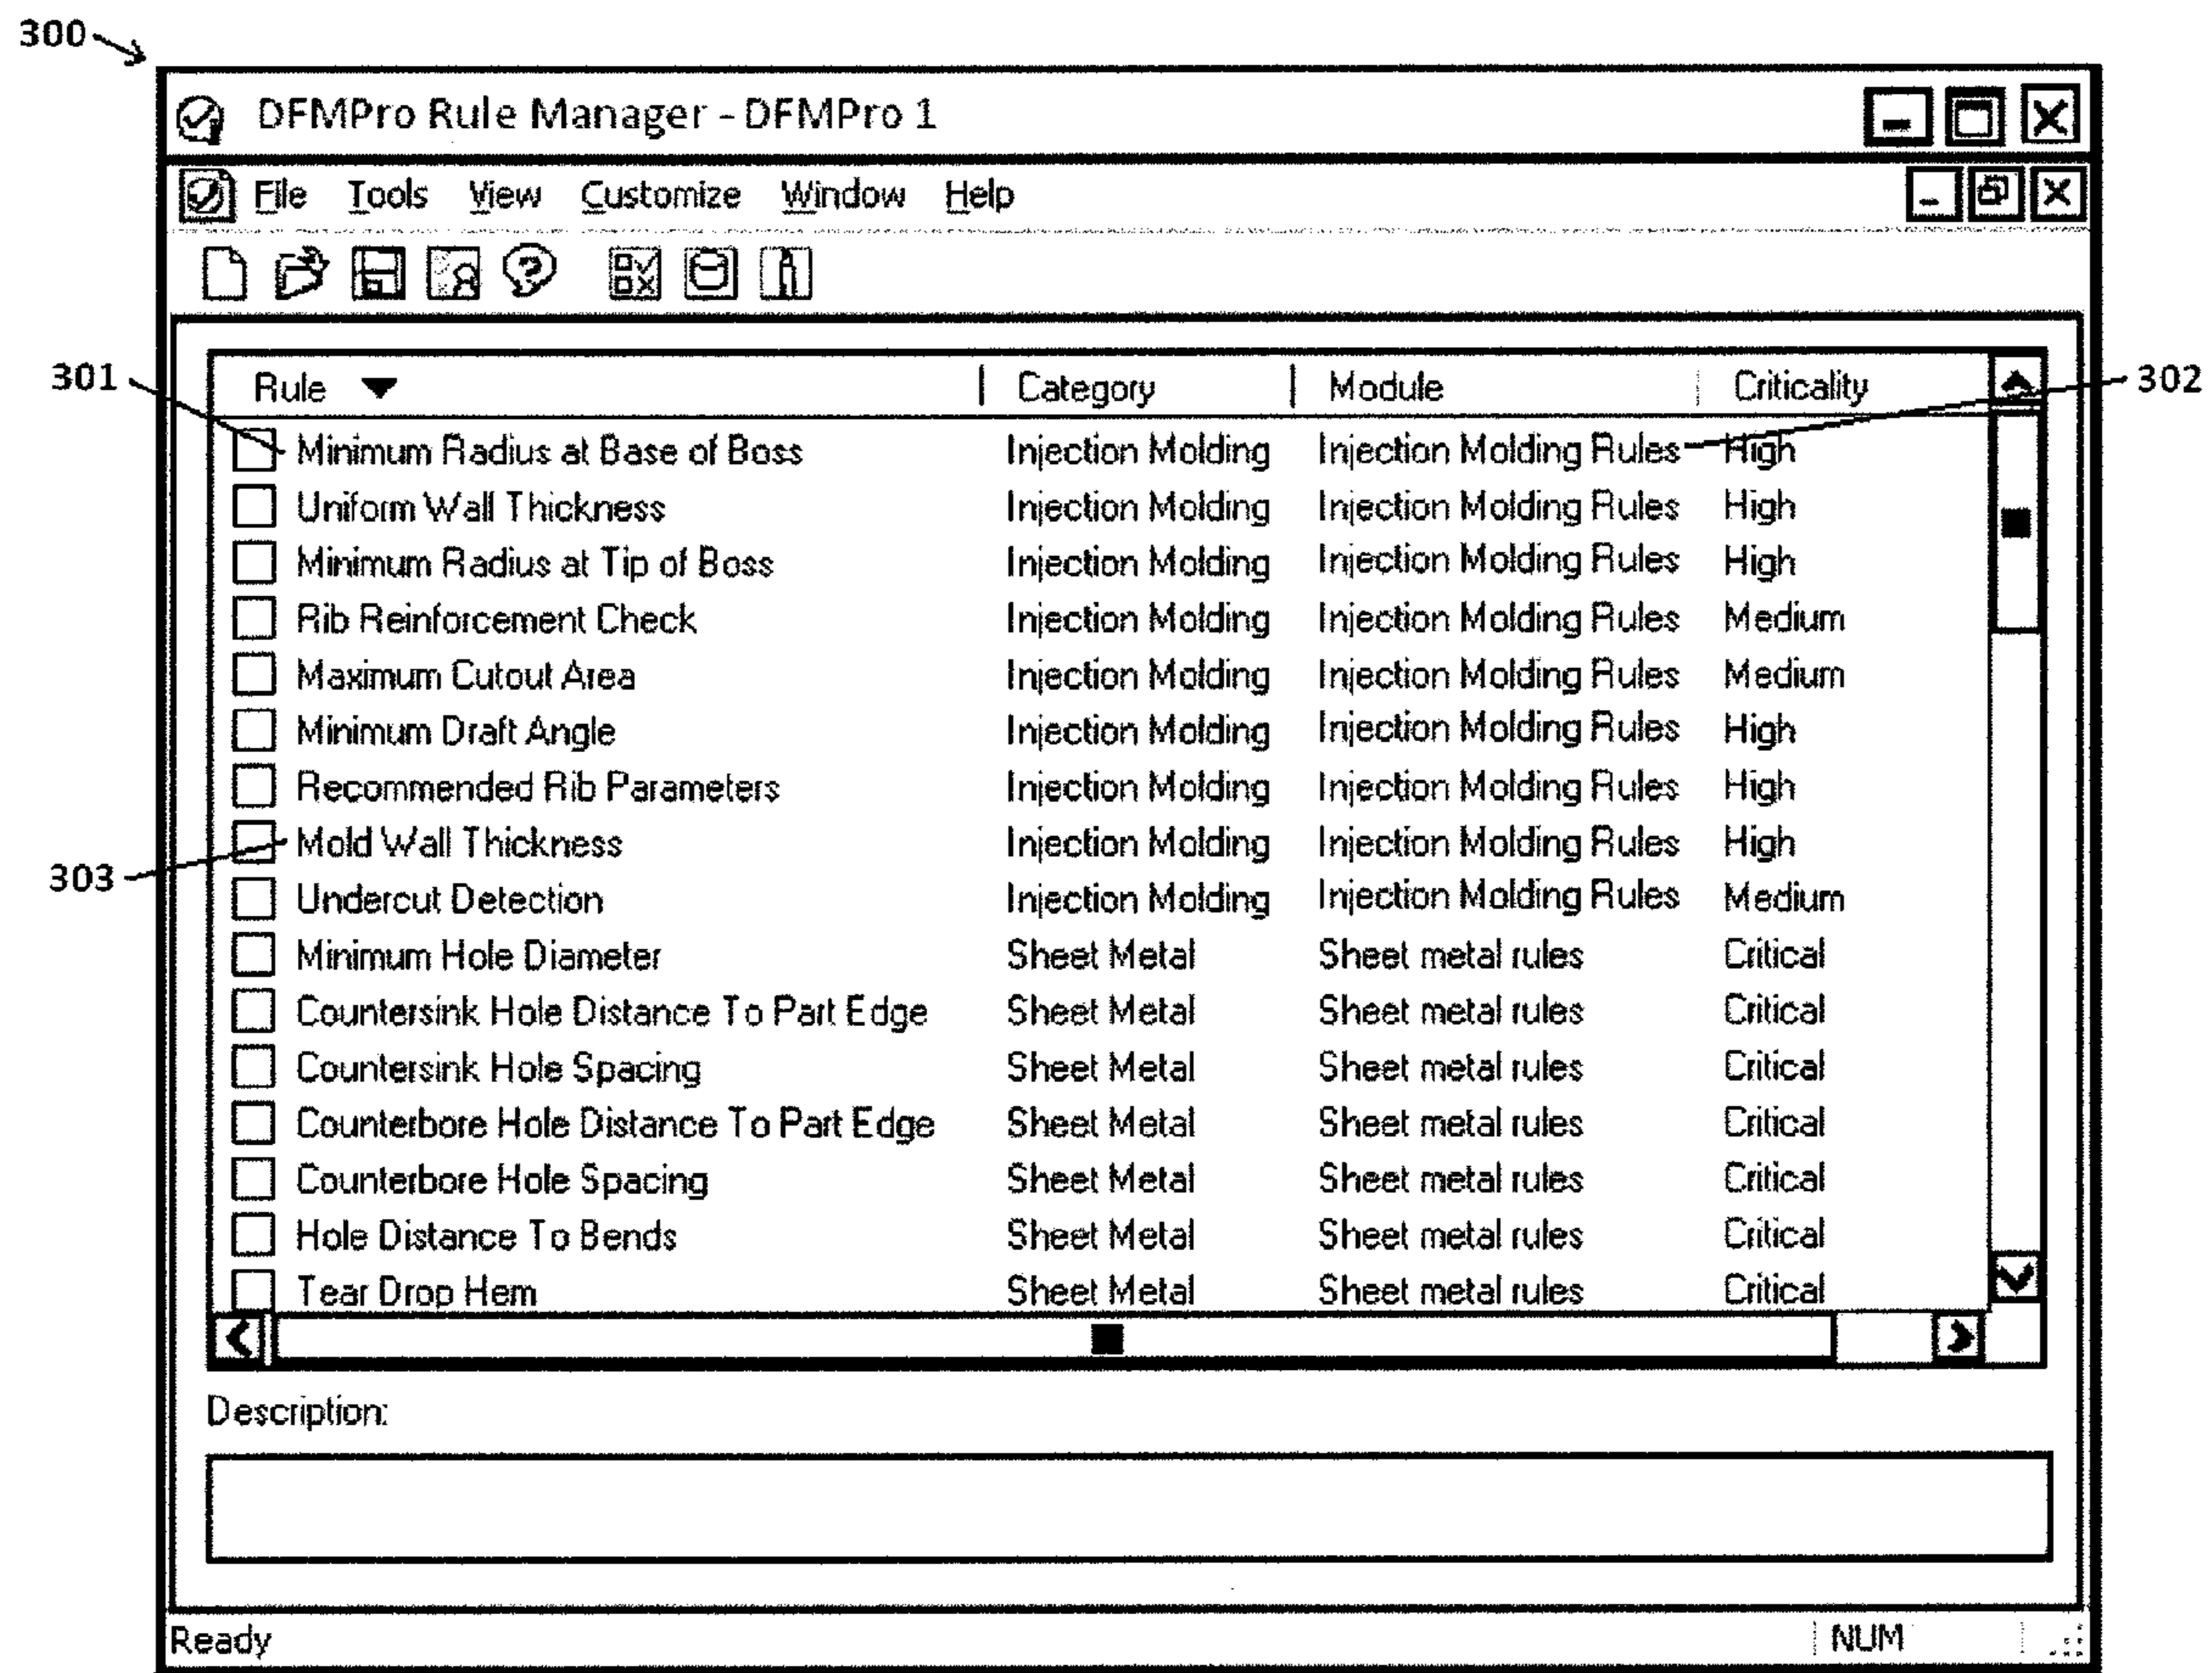 300
DFMPro Rule Manager - DFMPro 1
File Tools View Customize Window Help
301 Rule Category Module Criticality 302
Minimum Radius at Base of Boss Injection Molding Injection Molding Rules High
Uniform Wall Thickness Injection Molding Injection Molding Rules High
Minimum Radius at Tip of Boss Injection Molding Injection Molding Rules High
Rib Reinforcement Check Injection Molding Injection Molding Rules Medium
Maximum Cutout Area Injection Molding Injection Molding Rules Medium
Minimum Draft Angle Injection Molding Injection Molding Rules High
Recommended Rib Parameters Injection Molding Injection Molding Rules High
Mold Wall Thickness Injection Molding Injection Molding Rules High
303
Undercut Detection Injection Molding Injection Molding Rules Medium
Minimum Hole Diameter Sheet Metal Sheet metal rules Critical
Countersink Hole Distance To Part Edge Sheet Metal Sheet metal rules Critical
Countersink Hole Spacing Sheet Metal Sheet metal rules Critical
Counterbore Hole Distance To Part Edge Sheet Metal Sheet metal rules Critical
Counterbore Hole Spacing Sheet Metal Sheet metal rules Critical
Hole Distance To Bends Sheet Metal Sheet metal rules Critical
Tear Drop Hem Sheet Metal Sheet metal rules Critical
Description:
Ready NUM